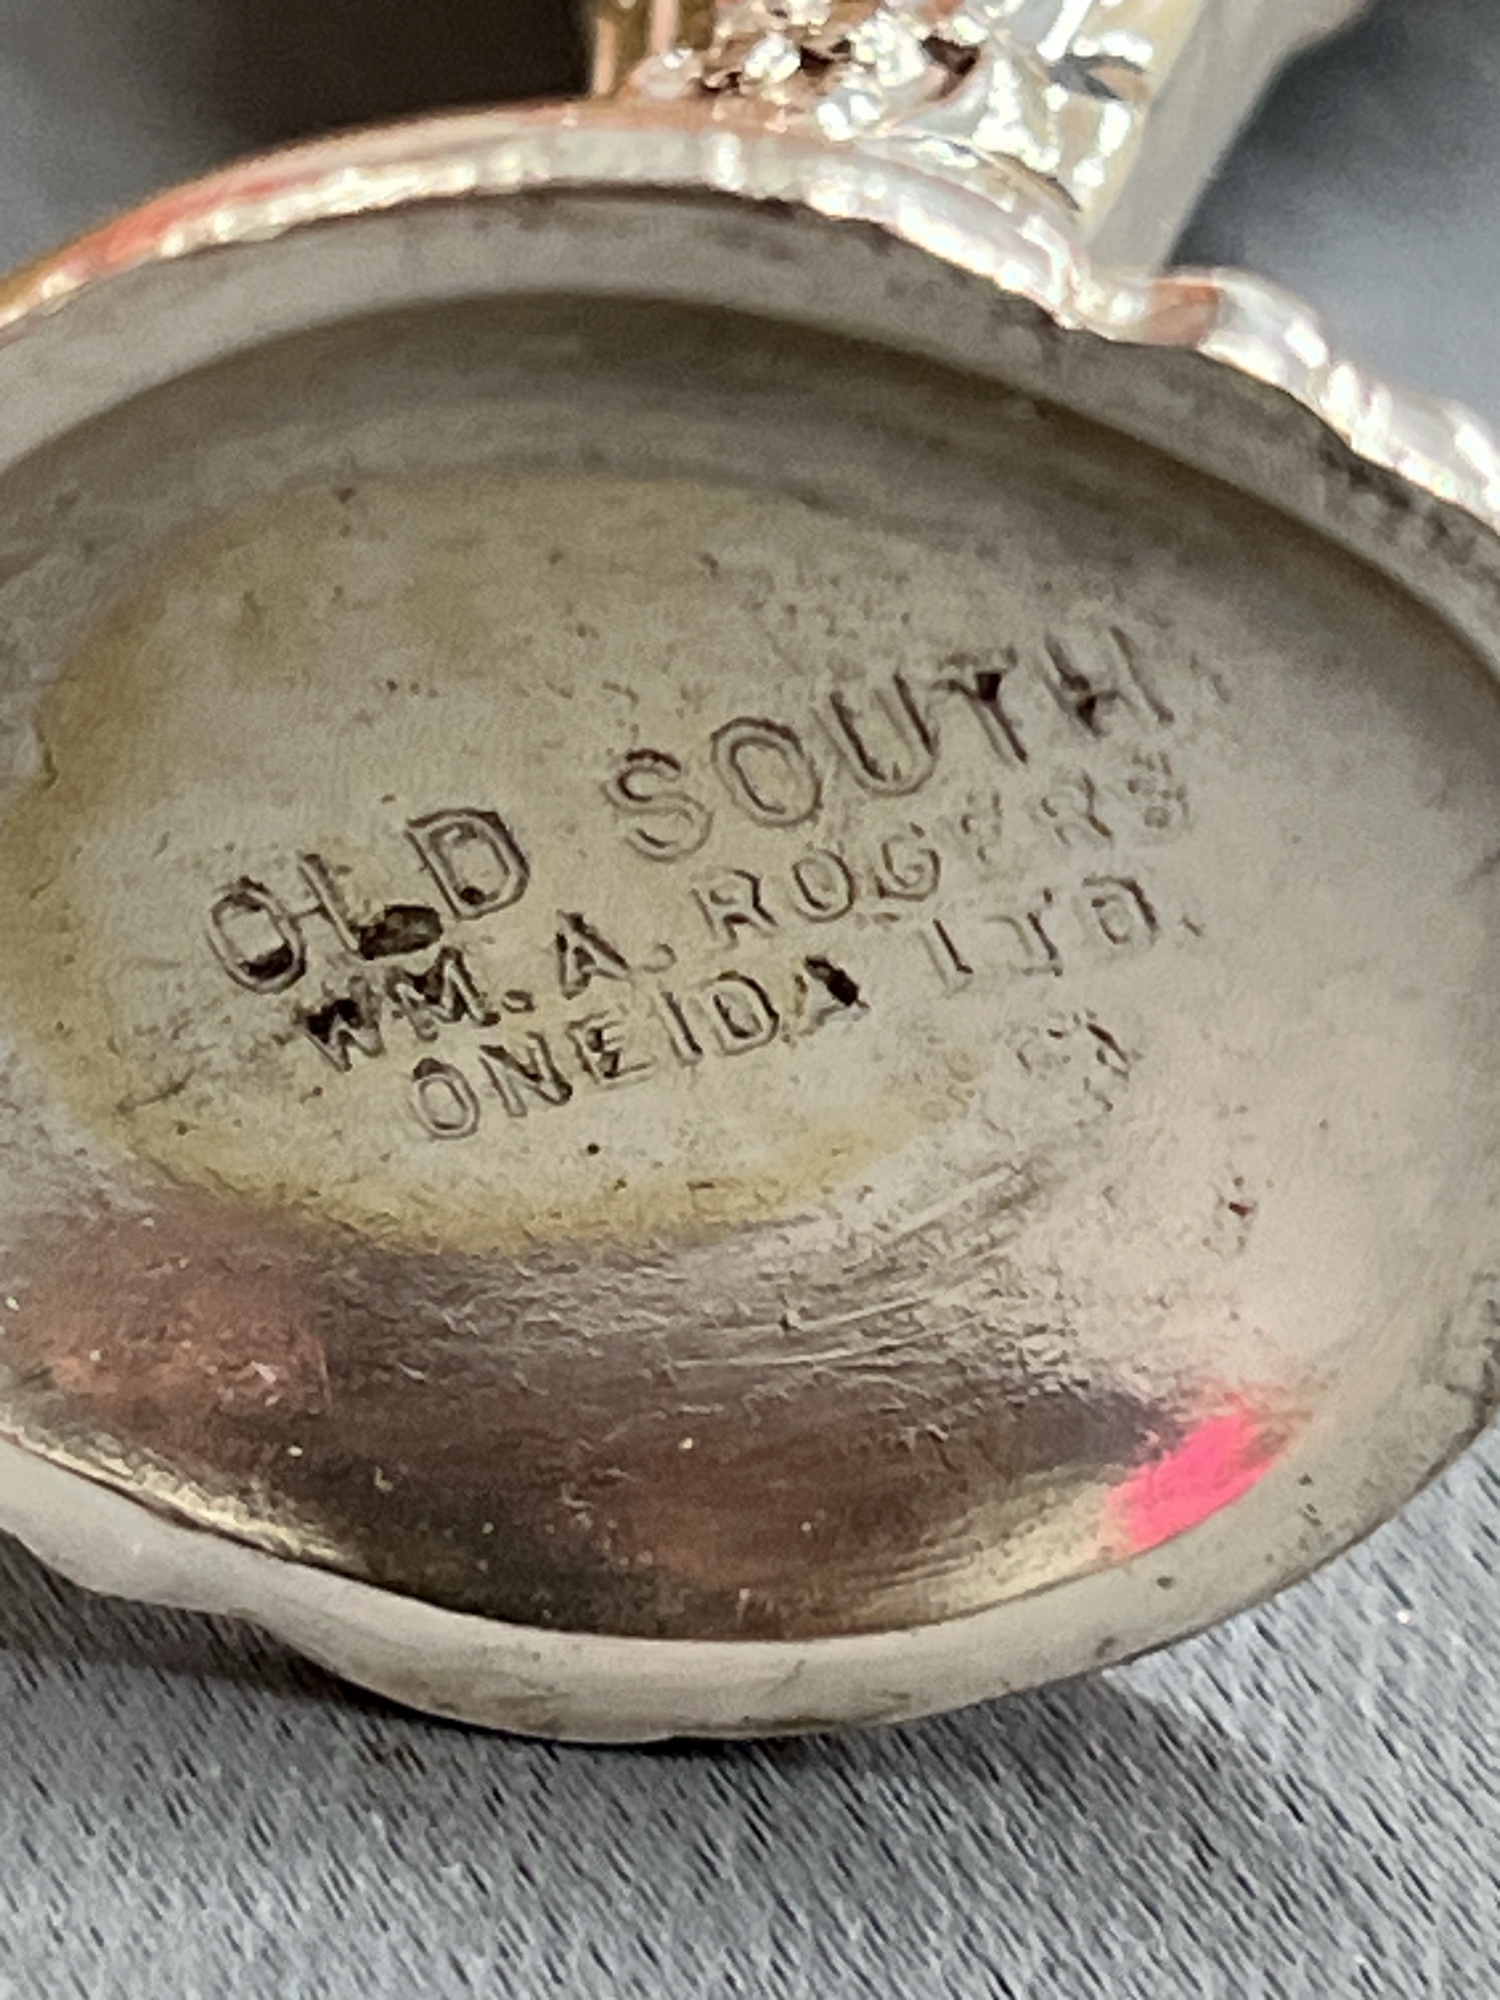 OLD SOUTH
WM. A. ROGERS
ONEIDA LTD.